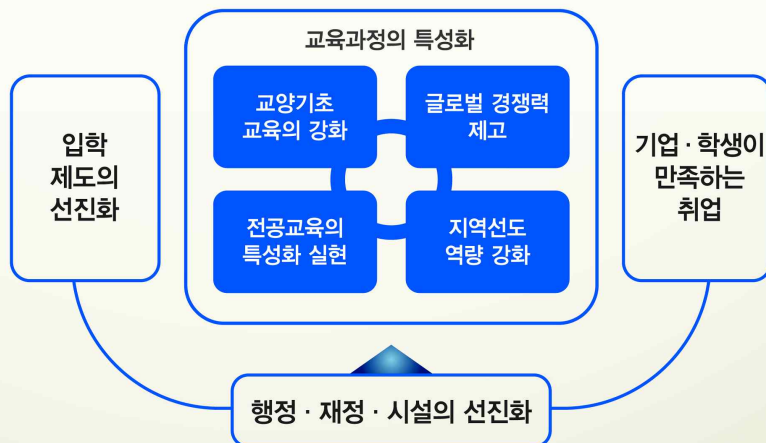 교육과정의 특성화
입학
제도의
선진화
교양기초
교육의 강화
글로벌 경쟁력
제고
전공교육의
특성화 실현
지역선도
역량 강화
기업 · 학생이
만족하는
취업
행정 · 재정 · 시설의 선진화